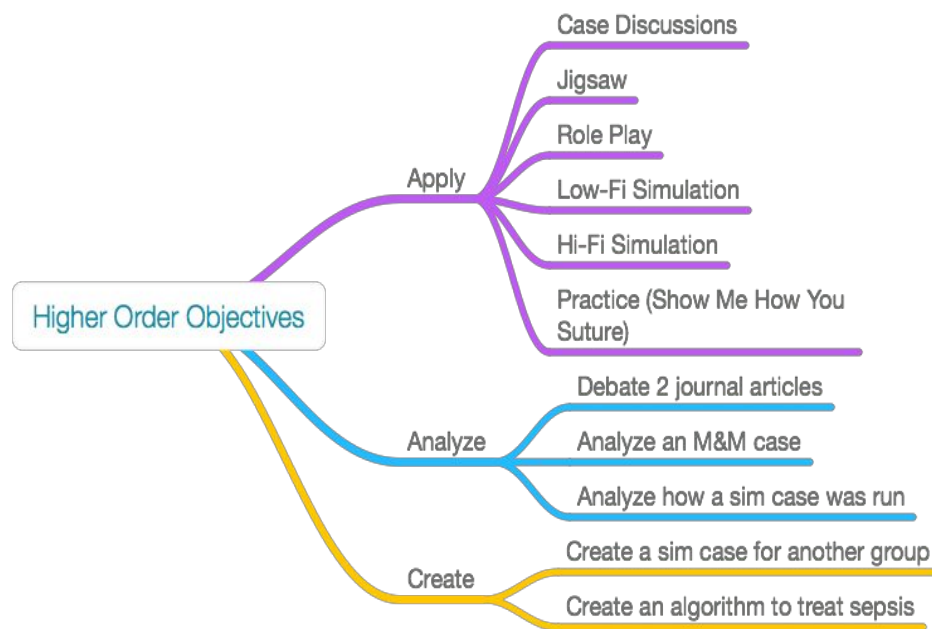 Case Discussions
Jigsaw
Role Play
Apply
Low-Fi Simulation
Hi-Fi Simulation
Practice (Show Me How You
Suture)
Higher Order Objectives
Debate 2 journal articles
Analyze
Analyze an M&M case
Analyze how a sim case was run
Create a sim case for another group
Create
Create an algorithm to treat sepsis